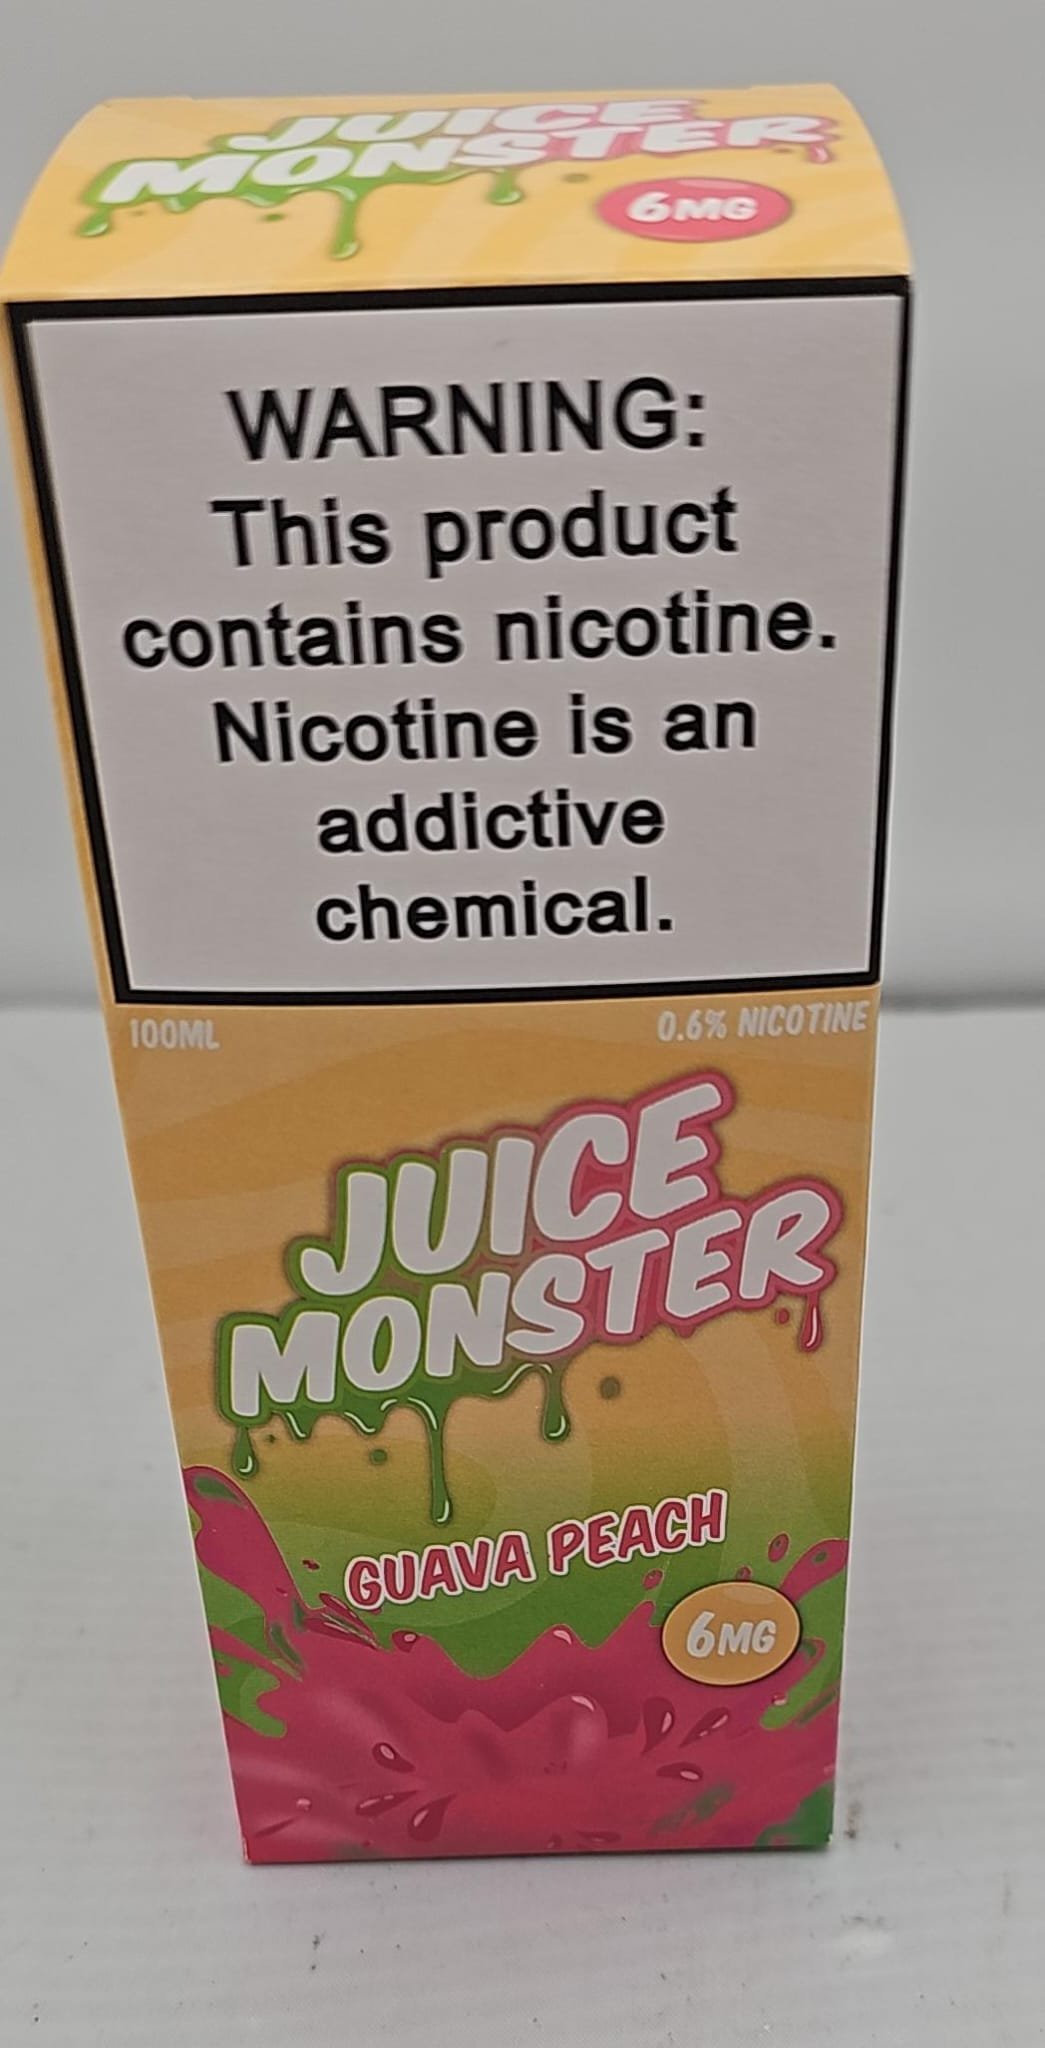 JUICE
MONSTER
6MG
WARNING:
This product
contains nicotine.
Nicotine is an
addictive
chemical.
100ML
0.6% NICOTINE
JUICE
MONSTER
GUAVA PEACH
6MG